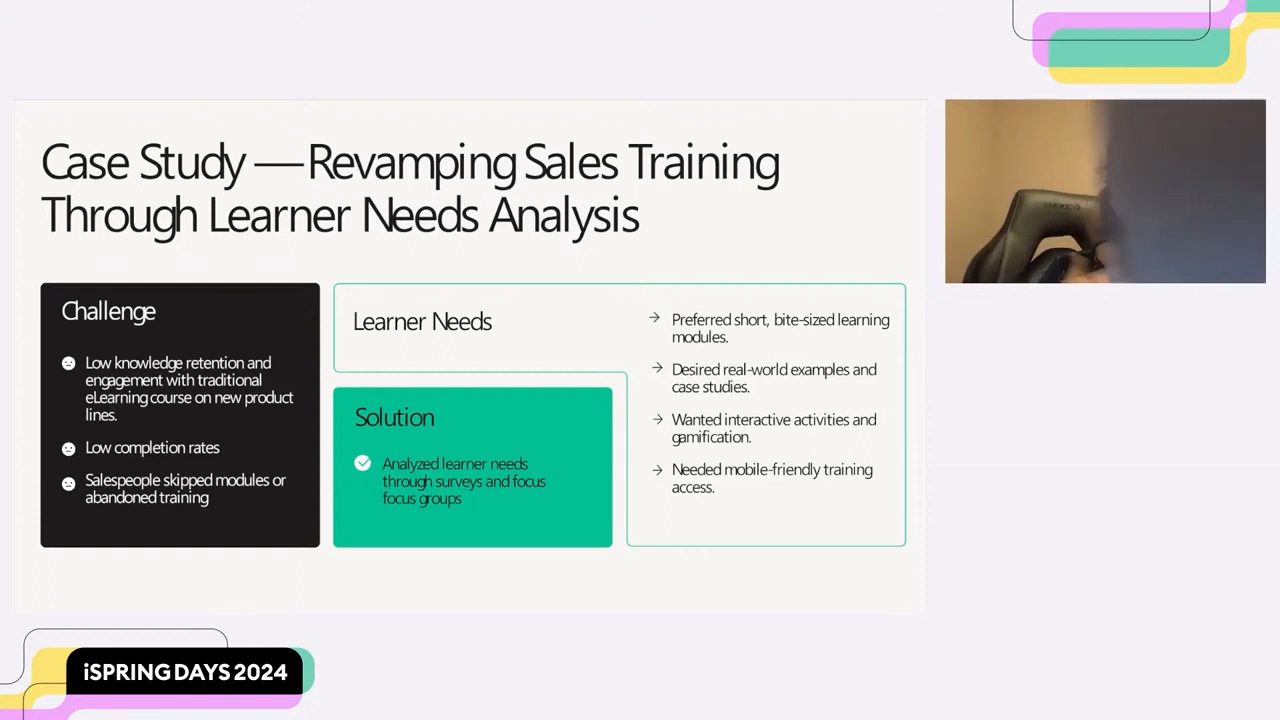 Case Study — Revamping Sales Training
Through Learner Needs Analysis
Challenge
Low knowledge retention and
engagement with traditional
eLearning course on new product
lines.
Low completion rates
Salespeople skipped modules or
abandoned training
Learner Needs
Solution
Analyzed learner needs
through surveys and focus
focus groups
Preferred short, bite-sized learning
modules.
Desired real-world examples and
case studies.
Wanted interactive activities and
gamification.
Needed mobile-friendly training
access.
iSPRING DAYS 2024